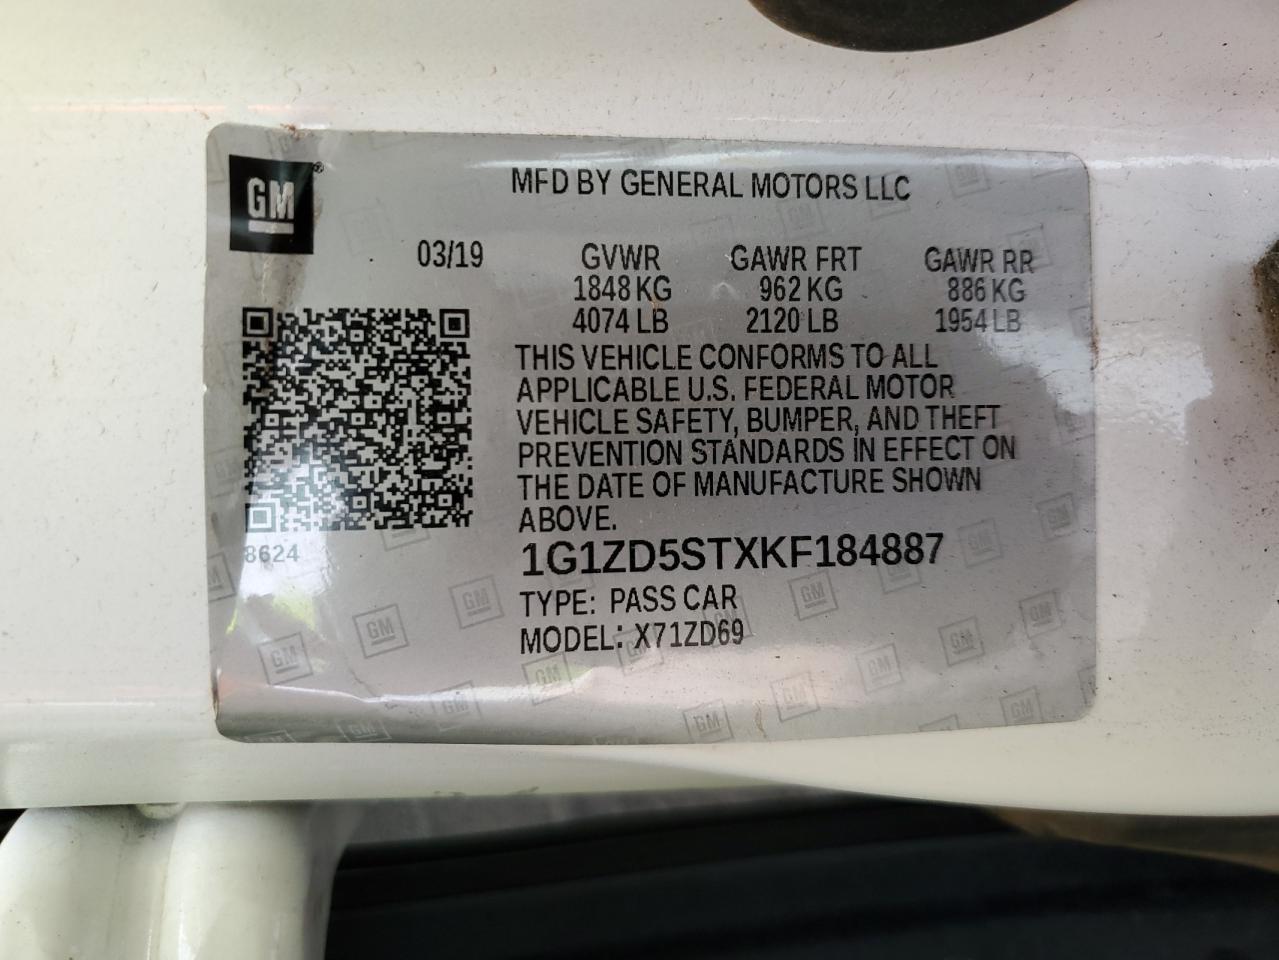 GM
MFD BY GENERAL MOTORS LLC
03/19 GVWR GAWR FRT GAWR RR
1848 KG 962 KG 886 KG
4074 LB 2120 LB 1954 LB
THIS VEHICLE CONFORMS TO ALL
APPLICABLE U.S. FEDERAL MOTOR
VEHICLE SAFETY, BUMPER, AND THEFT
PREVENTION STANDARDS IN EFFECT ON
THE DATE OF MANUFACTURE SHOWN
ABOVE.
8624
1G1ZD5STXKF184887
TYPE: PASS CAR
MODEL: X71ZD69